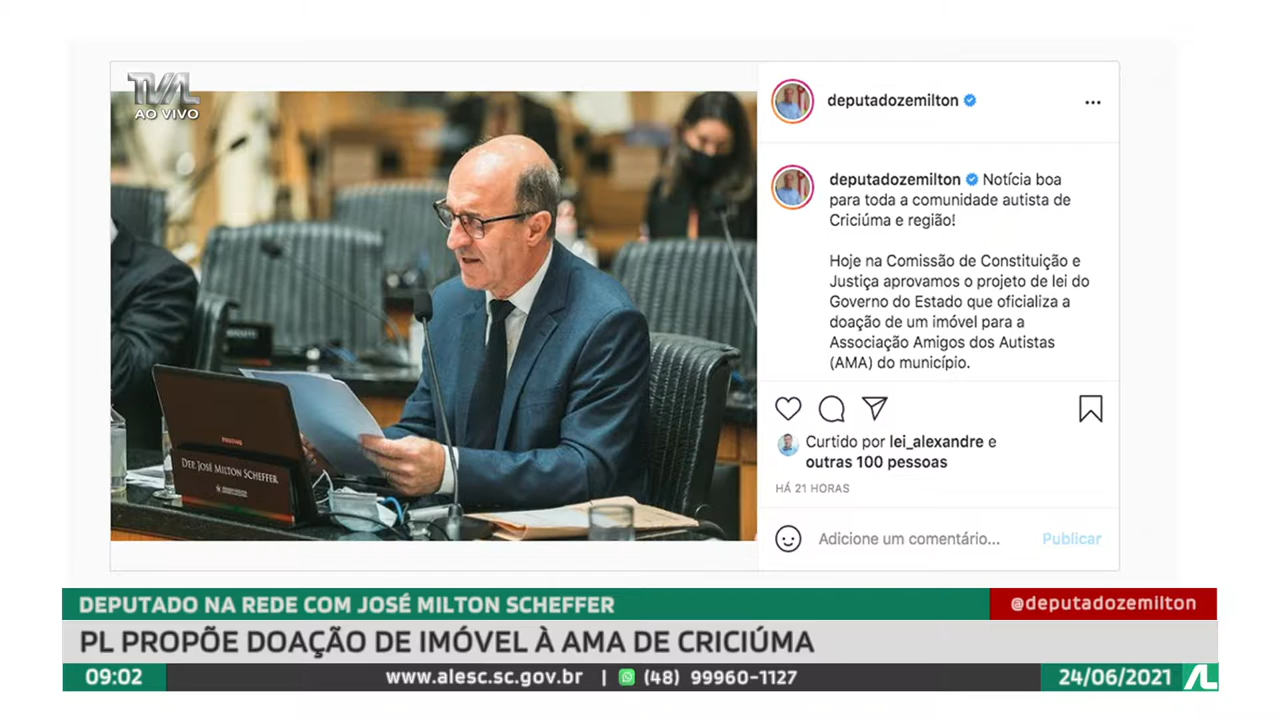 TVAL
AO VIVO
deputadozemilton
deputadozemilton Notícia boa
para toda a comunidade autista de
Criciúma e região!
Hoje na Comissão de Constituição e
Justiça aprovamos o projeto de lei do
Governo do Estado que oficializa a
doação de um imóvel para a
Associação Amigos dos Autistas
(AMA) do município.
Curtido por lei_alexandre e
outras 100 pessoas
HÁ 21 HORAS
Adicione um comentário... Publicar
DEP. JOSÉ MILTON SCHEFFER
DEPUTADO NA REDE COM JOSÉ MILTON SCHEFFER
@deputadozemilton
PL PROPÕE DOAÇÃO DE IMÓVEL À AMA DE CRICIÚMA
09:02
www.alesc.sc.gov.br | (48) 99960-1127
24/06/2021
AL